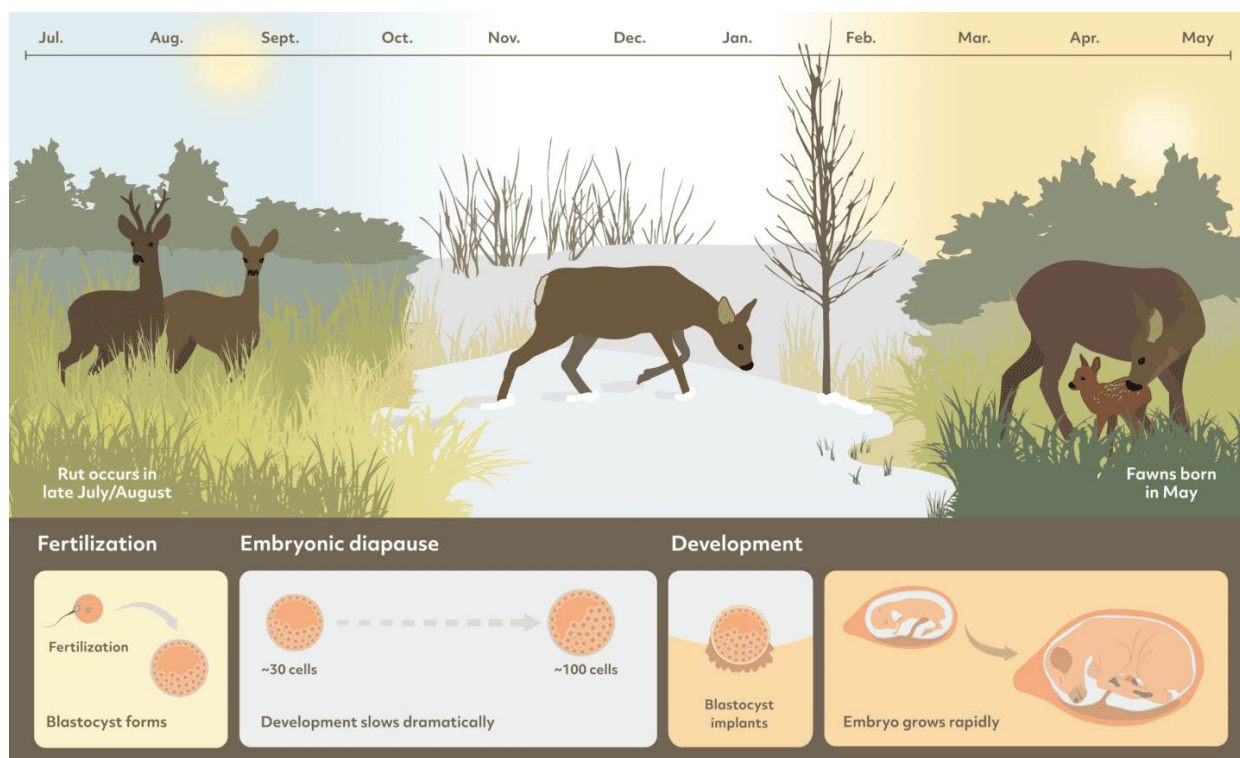 Jul. Aug. Sept. Oct. Nov. Dec. Jan. Feb. Mar. Apr. May
Rut occurs in
late July/August
Fawns born
in May
Fertilization
Embryonic diapause
Development
Fertilization
Blastocyst forms
~30 cells
~100 cells
Development slows dramatically
Blastocyst
implants
Embryo grows rapidly